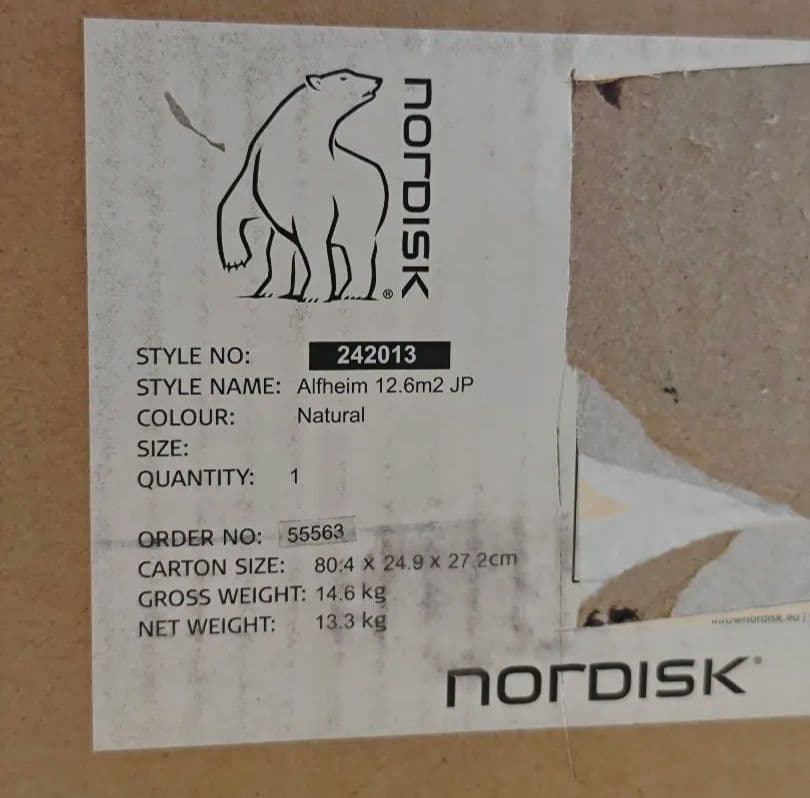 NORDISK
®
STYLE NO: 242013
STYLE NAME: Alfheim 12.6m2 JP
COLOUR: Natural
SIZE:
QUANTITY: 1
ORDER NO: 55563
CARTON SIZE: 80.4 x 24.9 x 27.2cm
GROSS WEIGHT: 14.6 kg
NET WEIGHT: 13.3 kg
NORDISK®